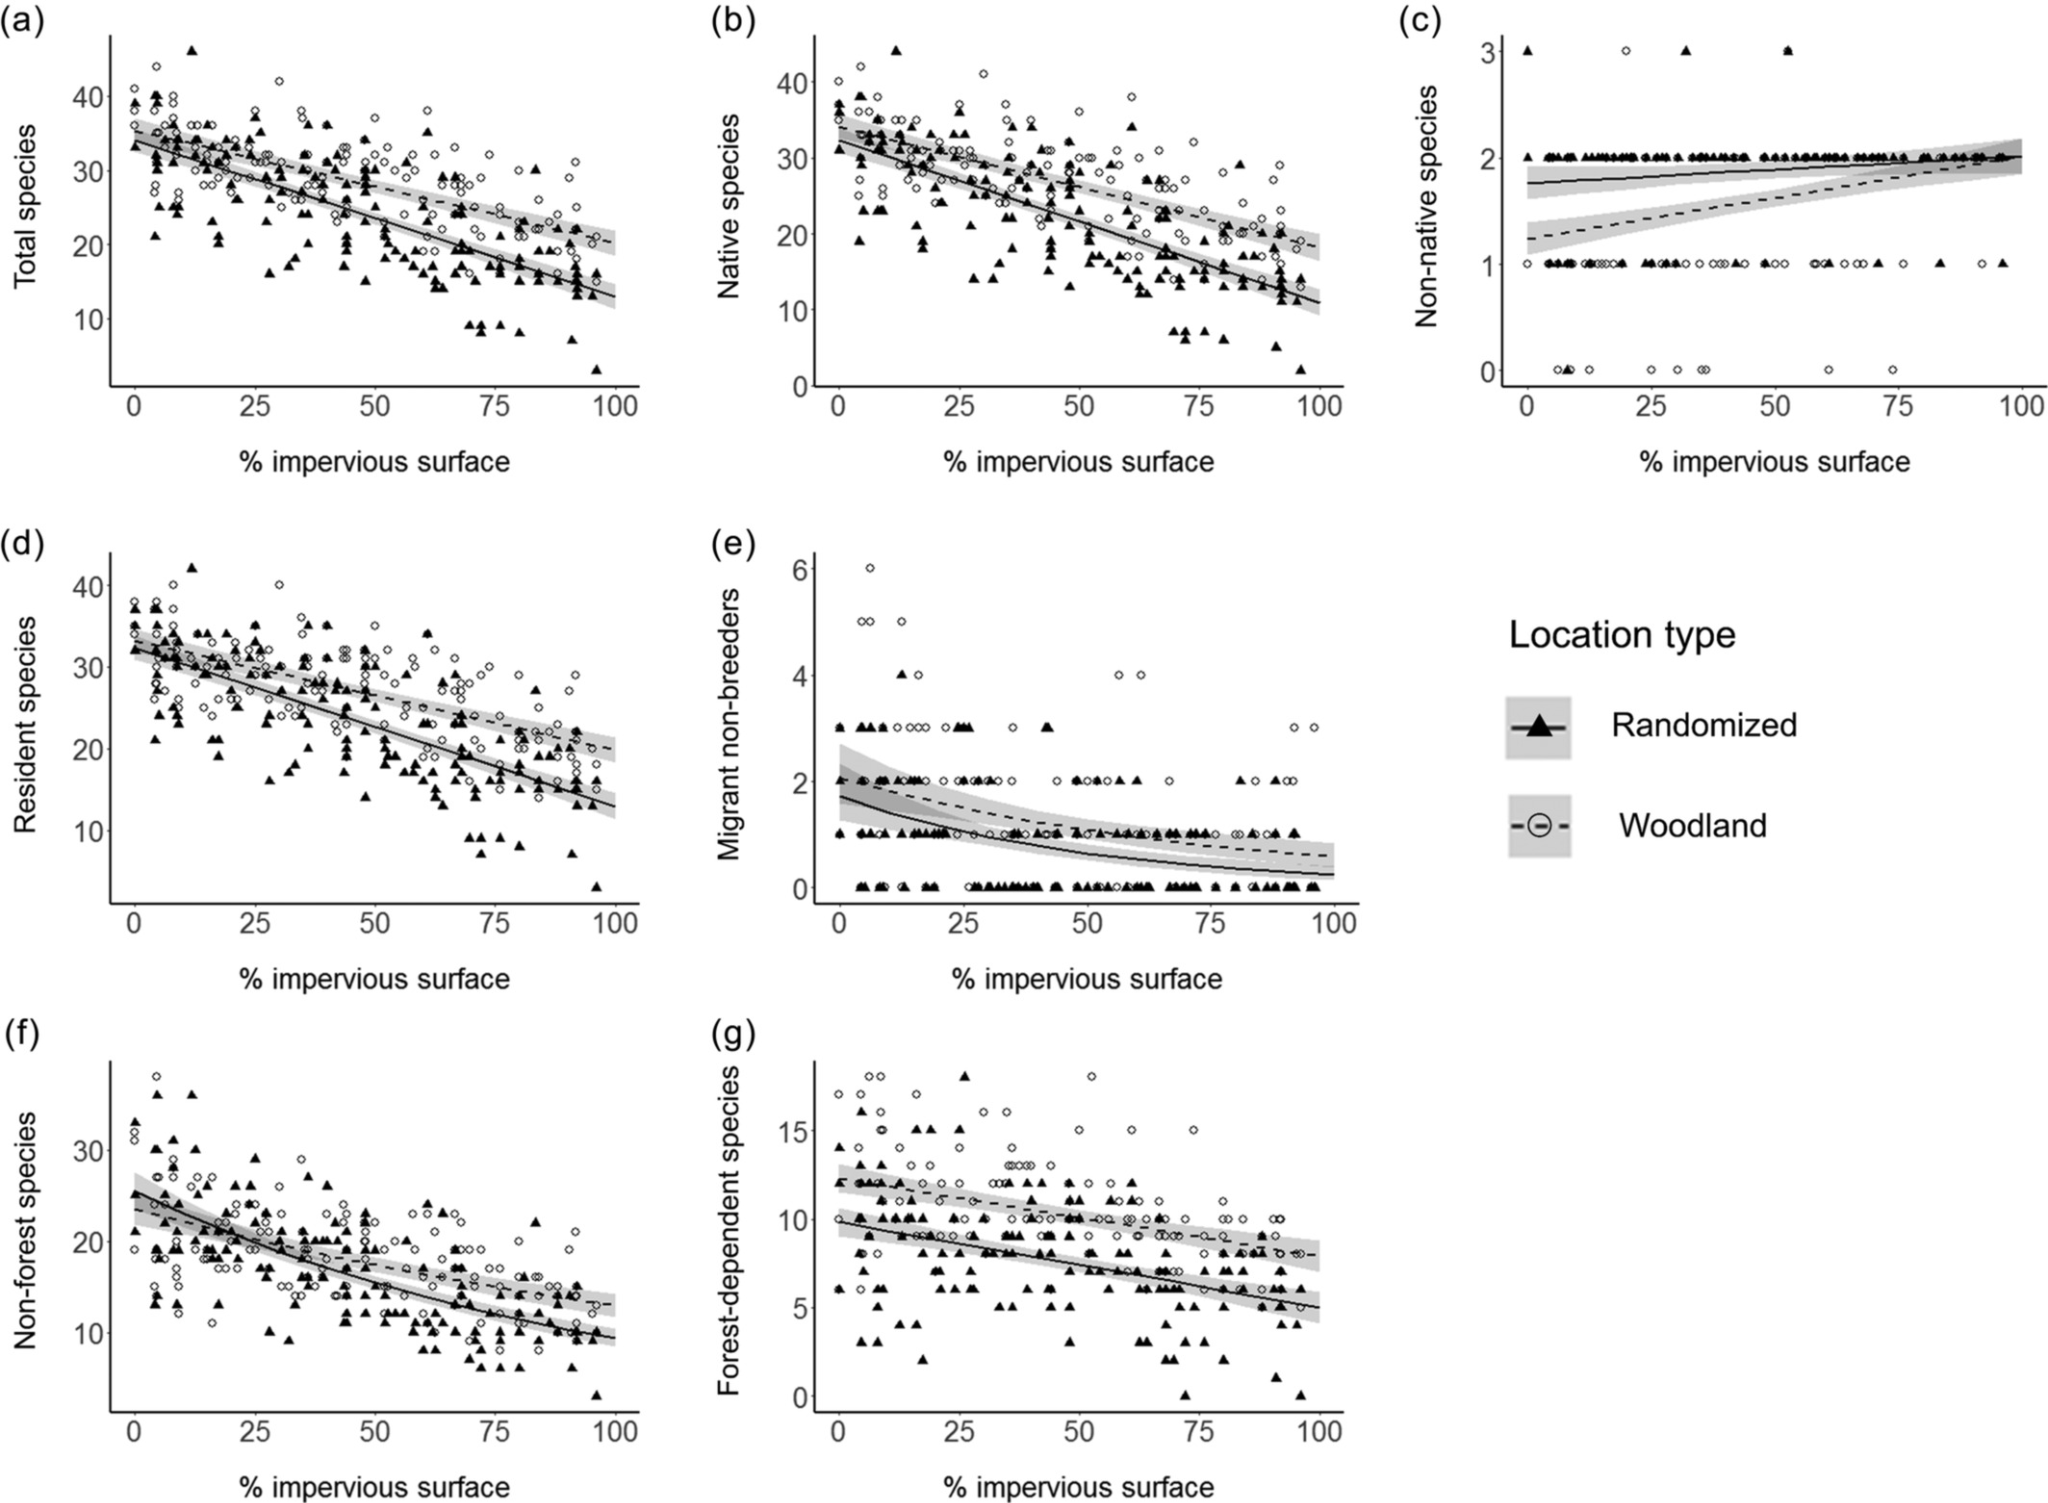 (a)
Total species
40
30
20
10
0 25 50 75 100
% impervious surface
(b)
Native species
40
30
20
10
0
0 25 50 75 100
% impervious surface
(c)
Non-native species
3
2
1
0
0 25 50 75 100
% impervious surface
(d)
Resident species
40
30
20
10
0 25 50 75 100
% impervious surface
(e)
Migrant non-breeders
6
4
2
0
0 25 50 75 100
% impervious surface
Location type
Randomized
Woodland
(f)
Non-forest species
30
20
10
0 25 50 75 100
% impervious surface
(g)
Forest-dependent species
15
10
5
0
0 25 50 75 100
% impervious surface